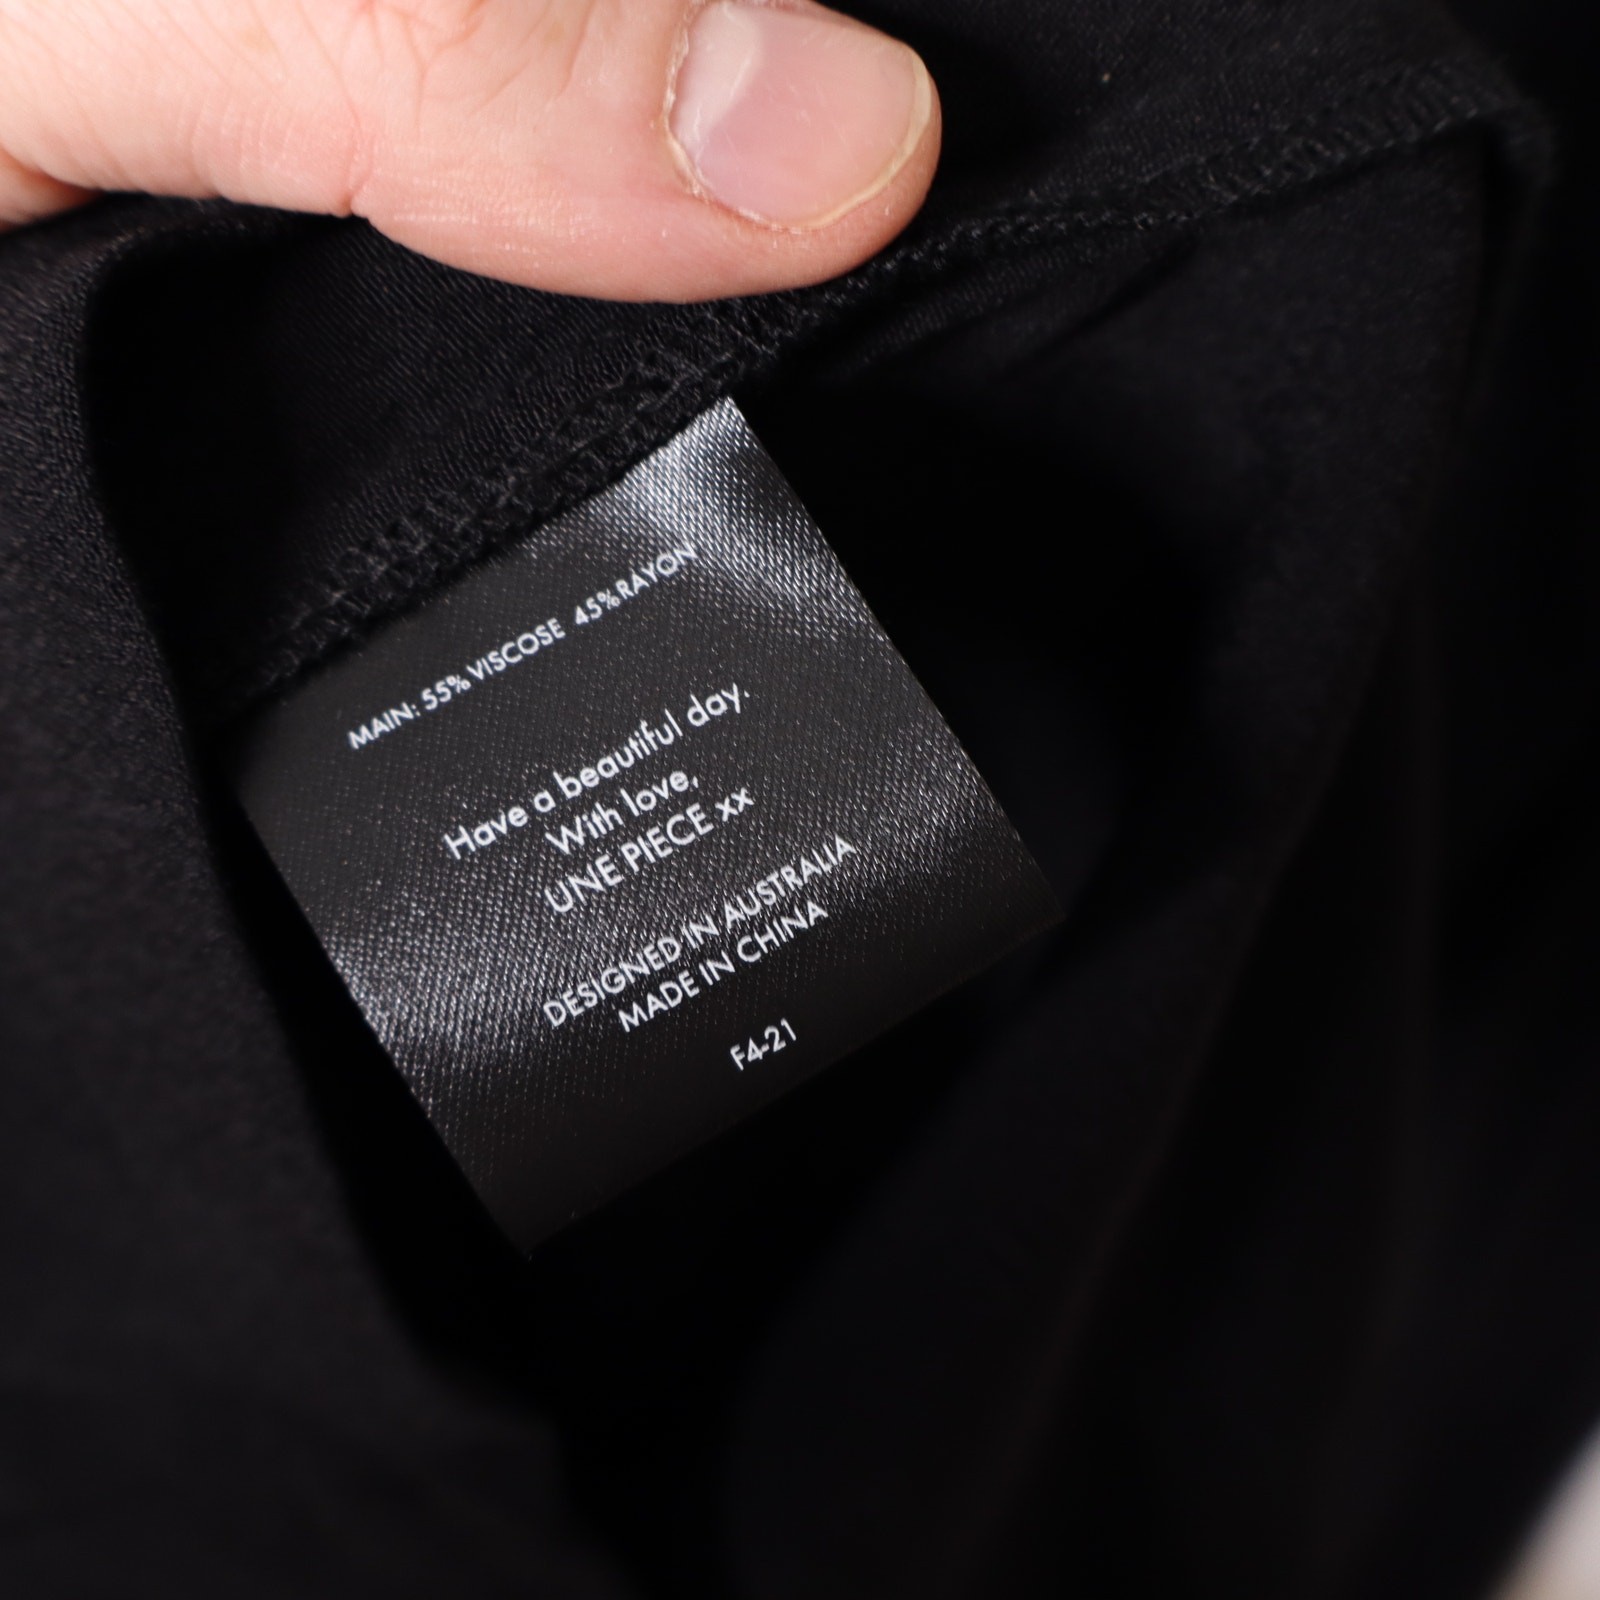 MAIN: 55% VISCOSE 45%RAYON
Have a beautiful day.
With love,
UNE PIECE xx
DESIGNED IN AUSTRALIA
MADE IN CHINA
F4-21